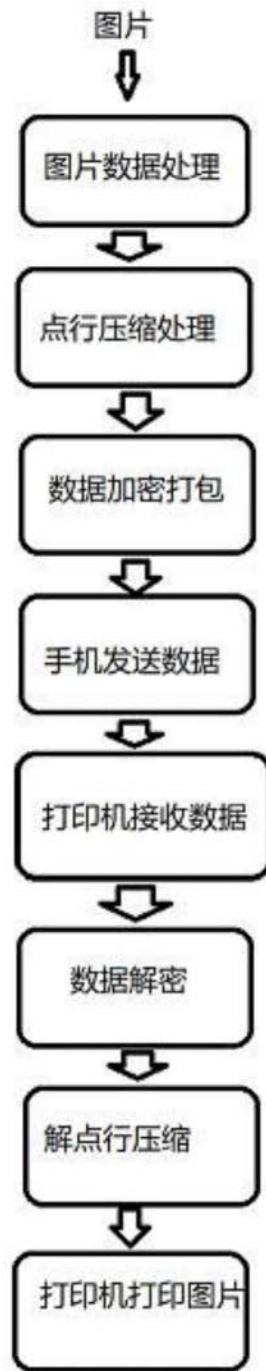 图片
图片数据处理
点行压缩处理
数据加密打包
手机发送数据
打印机接收数据
数据解密
解点行压缩
打印机打印图片